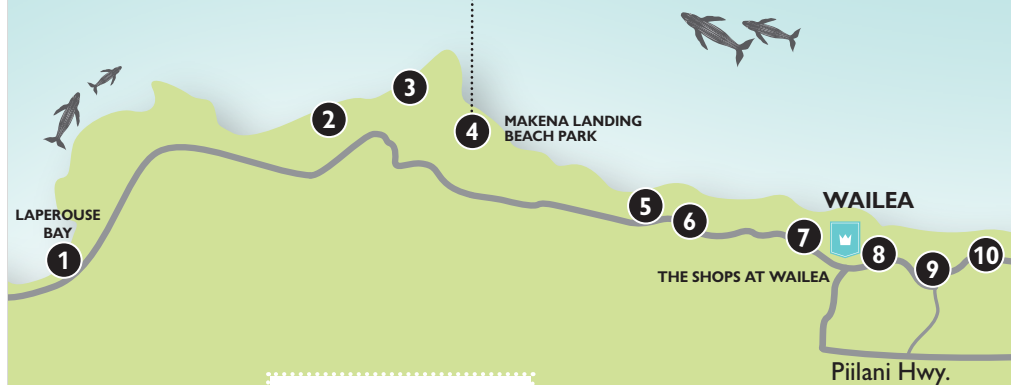 3
2
4
MAKENA LANDING
BEACH PARK
LAPEROUSE
BAY
1
5
6
7
WAILEA
8
9
10
THE SHOPS AT WAILEA
Piilani Hwy.